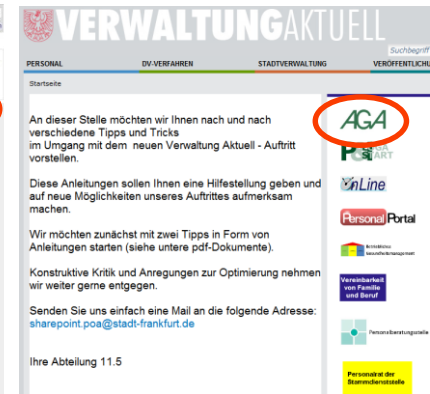 VERWALTUNGAKTUELL
Suchbegriff
PERSONAL DV-VERFAHREN STADTVERWALTUNG VERÖFFENTLICHU
Startseite
An dieser Stelle möchten wir Ihnen nach und nach
verschiedene Tipps und Tricks
im Umgang mit dem neuen Verwaltung Aktuell - Auftritt
vorstellen.
Diese Anleitungen sollen Ihnen eine Hilfestellung geben und
auf neue Möglichkeiten unseres Auftrittes aufmerksam
machen.
Wir möchten zunächst mit zwei Tipps in Form von
Anleitungen starten (siehe untere pdf-Dokumente).
Konstruktive Kritik und Anregungen zur Optimierung nehmen
wir weiter gerne entgegen.
Senden Sie uns einfach eine Mail an die folgende Adresse:
sharepoint.poa@stadt-frankfurt.de
Ihre Abteilung 11.5
AGA
START
OnLine
Personal Portal
Betriebliches
Gesundheitsmanagement
Vereinbarkeit
von Familie
und Beruf
Personalberatungsstelle
Personalrat der
Stammdienststelle